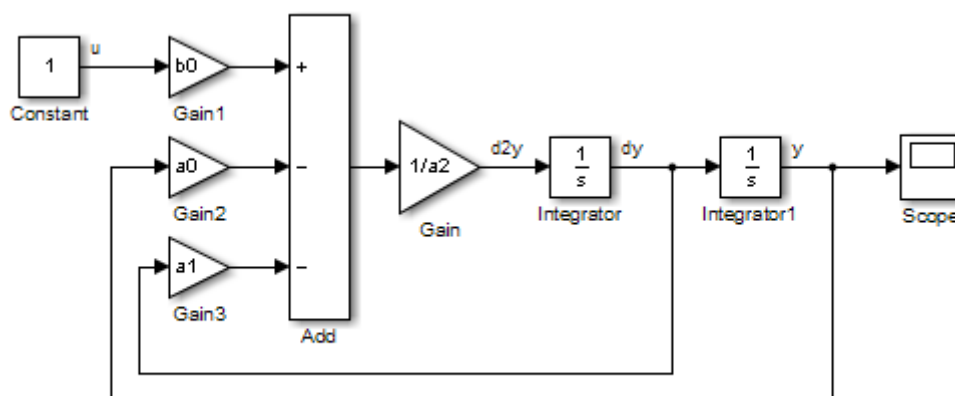 u
1
Constant
b0
Gain1
+
a0
Gain2
−
a1
Gain3
−
Add
1/a2
Gain
d2y
1
s
Integrator
dy
1
s
Integrator1
y
Scope